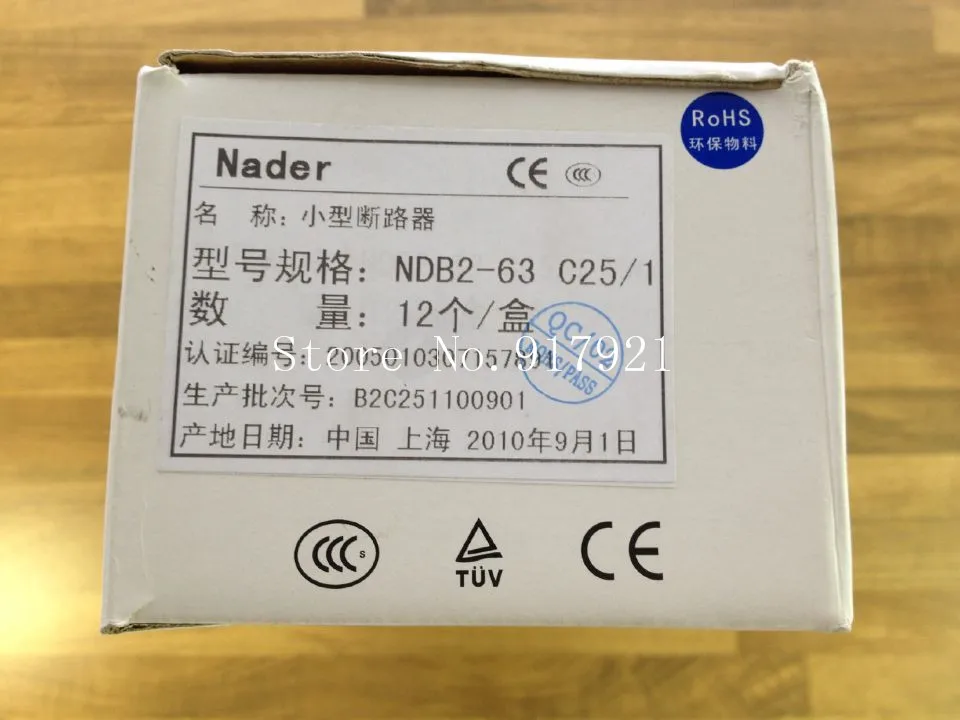 RoHS
环保物料
Nader CE CCC
名 称: 小型断路器
型号规格: NDB2-63 C25/1
数 量: 12个/盒
认证编号:
Store No. 917921
生产批次号: B2C251100901
产地日期: 中国 上海 2010年9月1日
CCC S
TÜV
CE